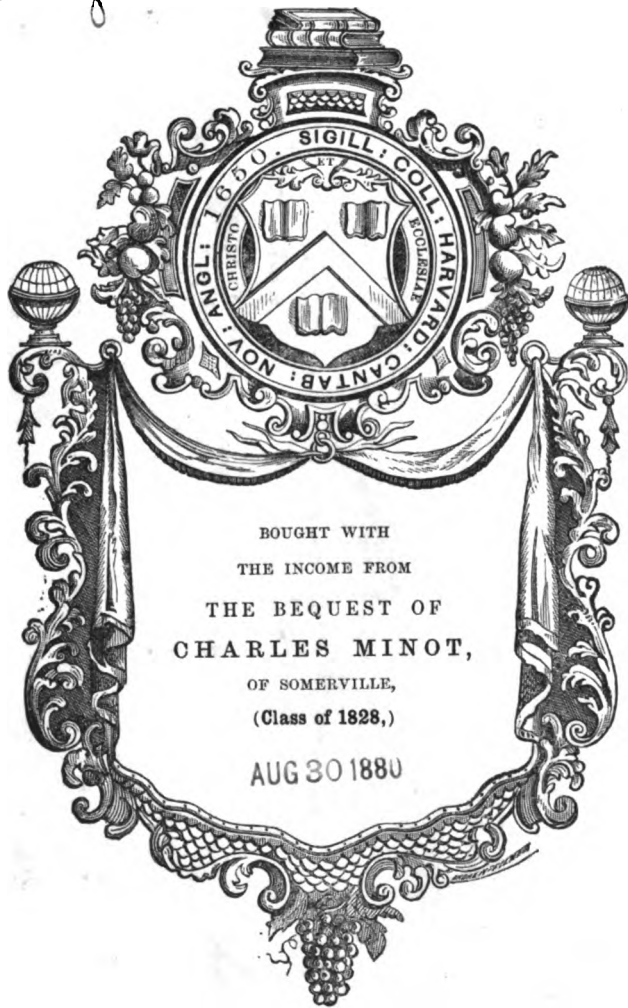 SIGILL : COLL : HARVARD : CANTAB : NOV : ANGL : 1650.
ET
CHRISTO
ECCLESIAE
BOUGHT WITH
THE INCOME FROM
THE BEQUEST OF
CHARLES MINOT,
OF SOMERVILLE,
(Class of 1828,)
AUG 30 1880